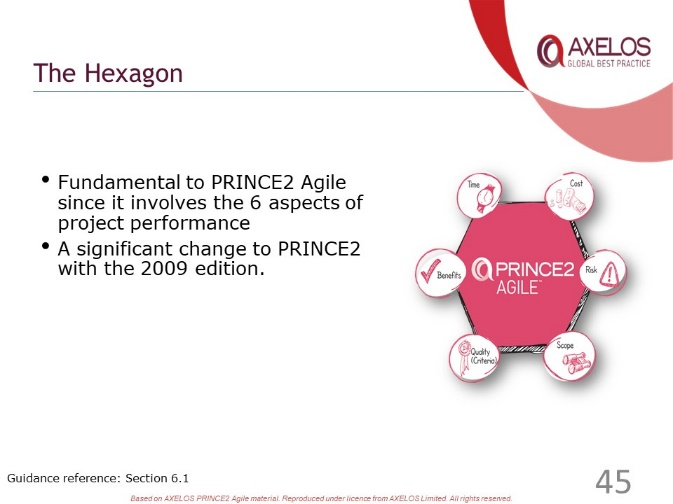 AXELOS
GLOBAL BEST PRACTICE
The Hexagon
• Fundamental to PRINCE2 Agile
since it involves the 6 aspects of
project performance
• A significant change to PRINCE2
with the 2009 edition.
Time
Cost
Benefits
PRINCE2
AGILE™
Risk
Quality
(Criteria)
Scope
Guidance reference: Section 6.1
45
Based on AXELOS PRINCE2 Agile material. Reproduced under licence from AXELOS Limited. All rights reserved.